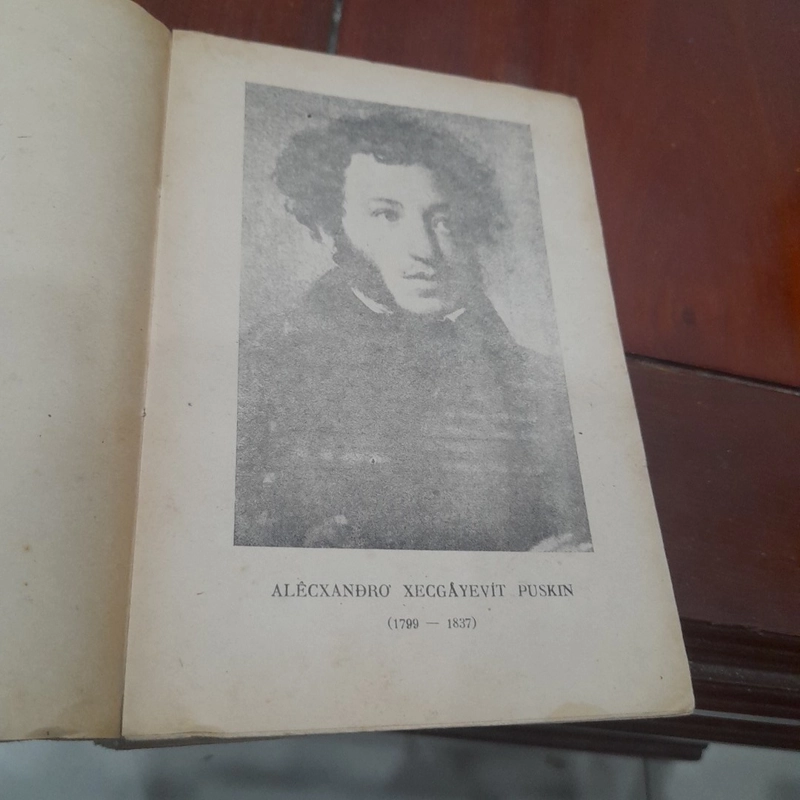 ALÊCXANĐRƠ XECGÂYEVÍT PUSKIN
(1799 — 1837)